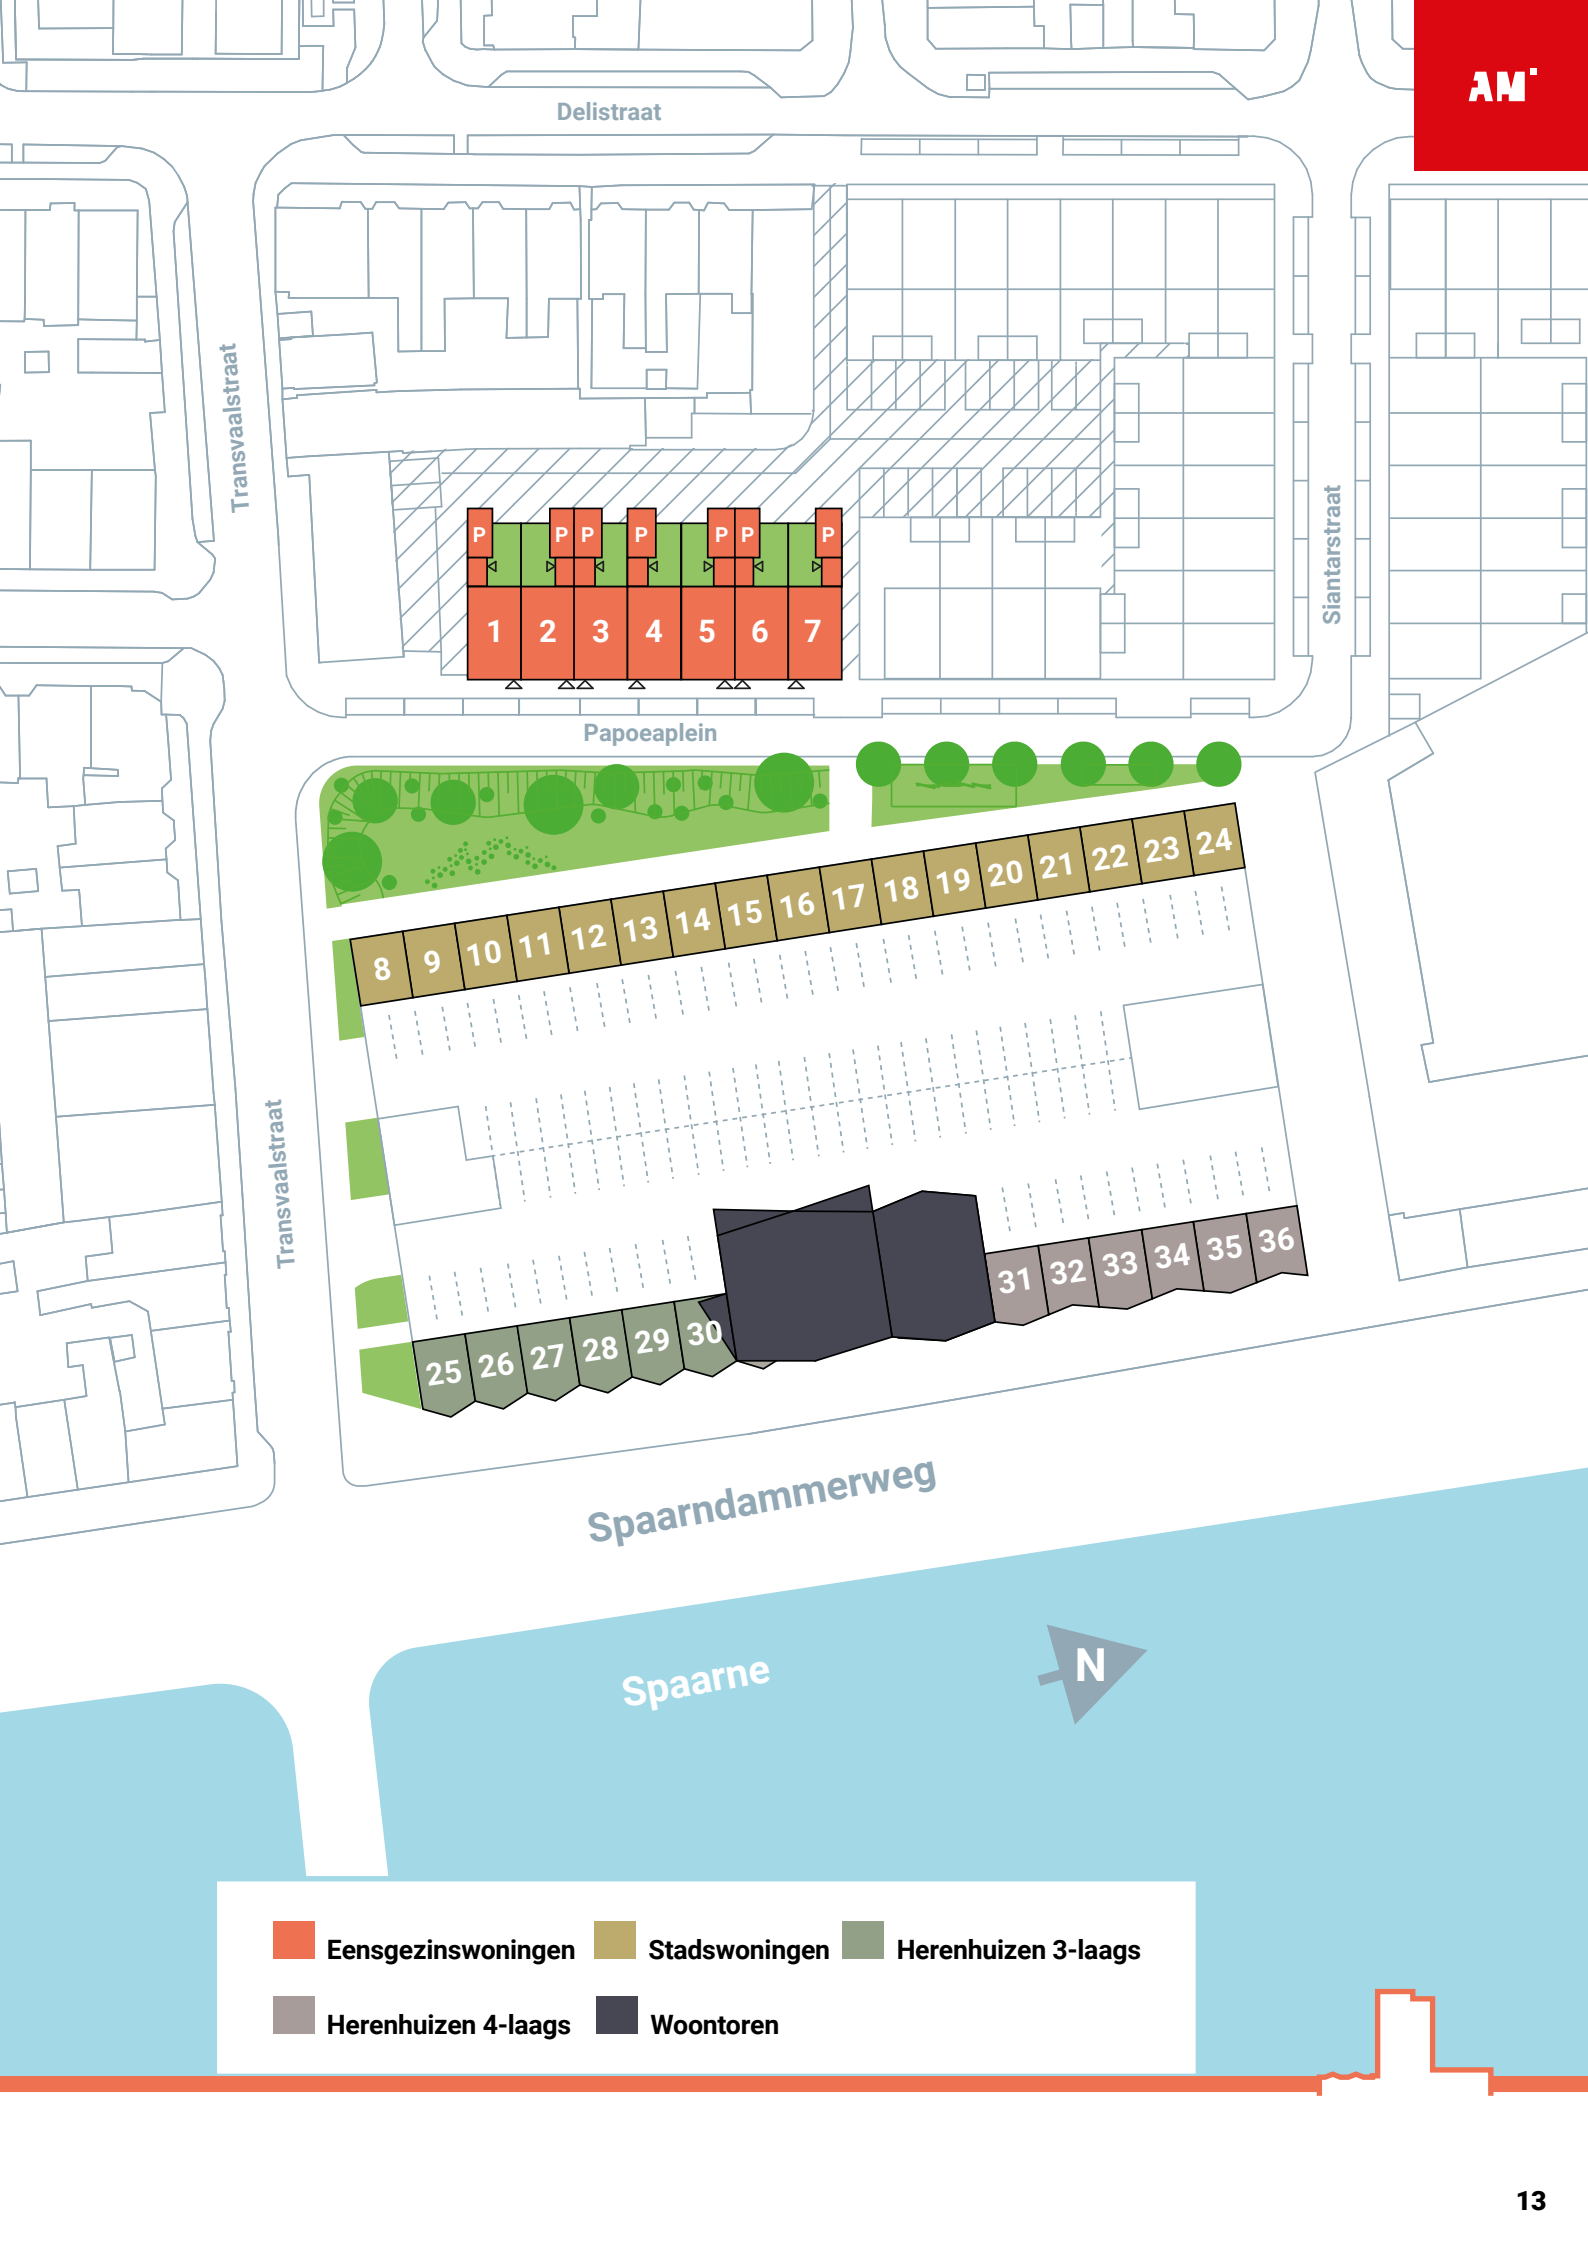 AM
Delistraat
Transvaalstraat
Siantarstraat
P P P P P P P
1 2 3 4 5 6 7
Papoeaplein
8 9 10 11 12 13 14 15 16 17 18 19 20 21 22 23 24
Transvaalstraat
25 26 27 28 29 30
31 32 33 34 35 36
Spaarndammerweg
Spaarne
N
Eensgezinswoningen Stadswoningen Herenhuizen 3-laags
Herenhuizen 4-laags Woontoren
13